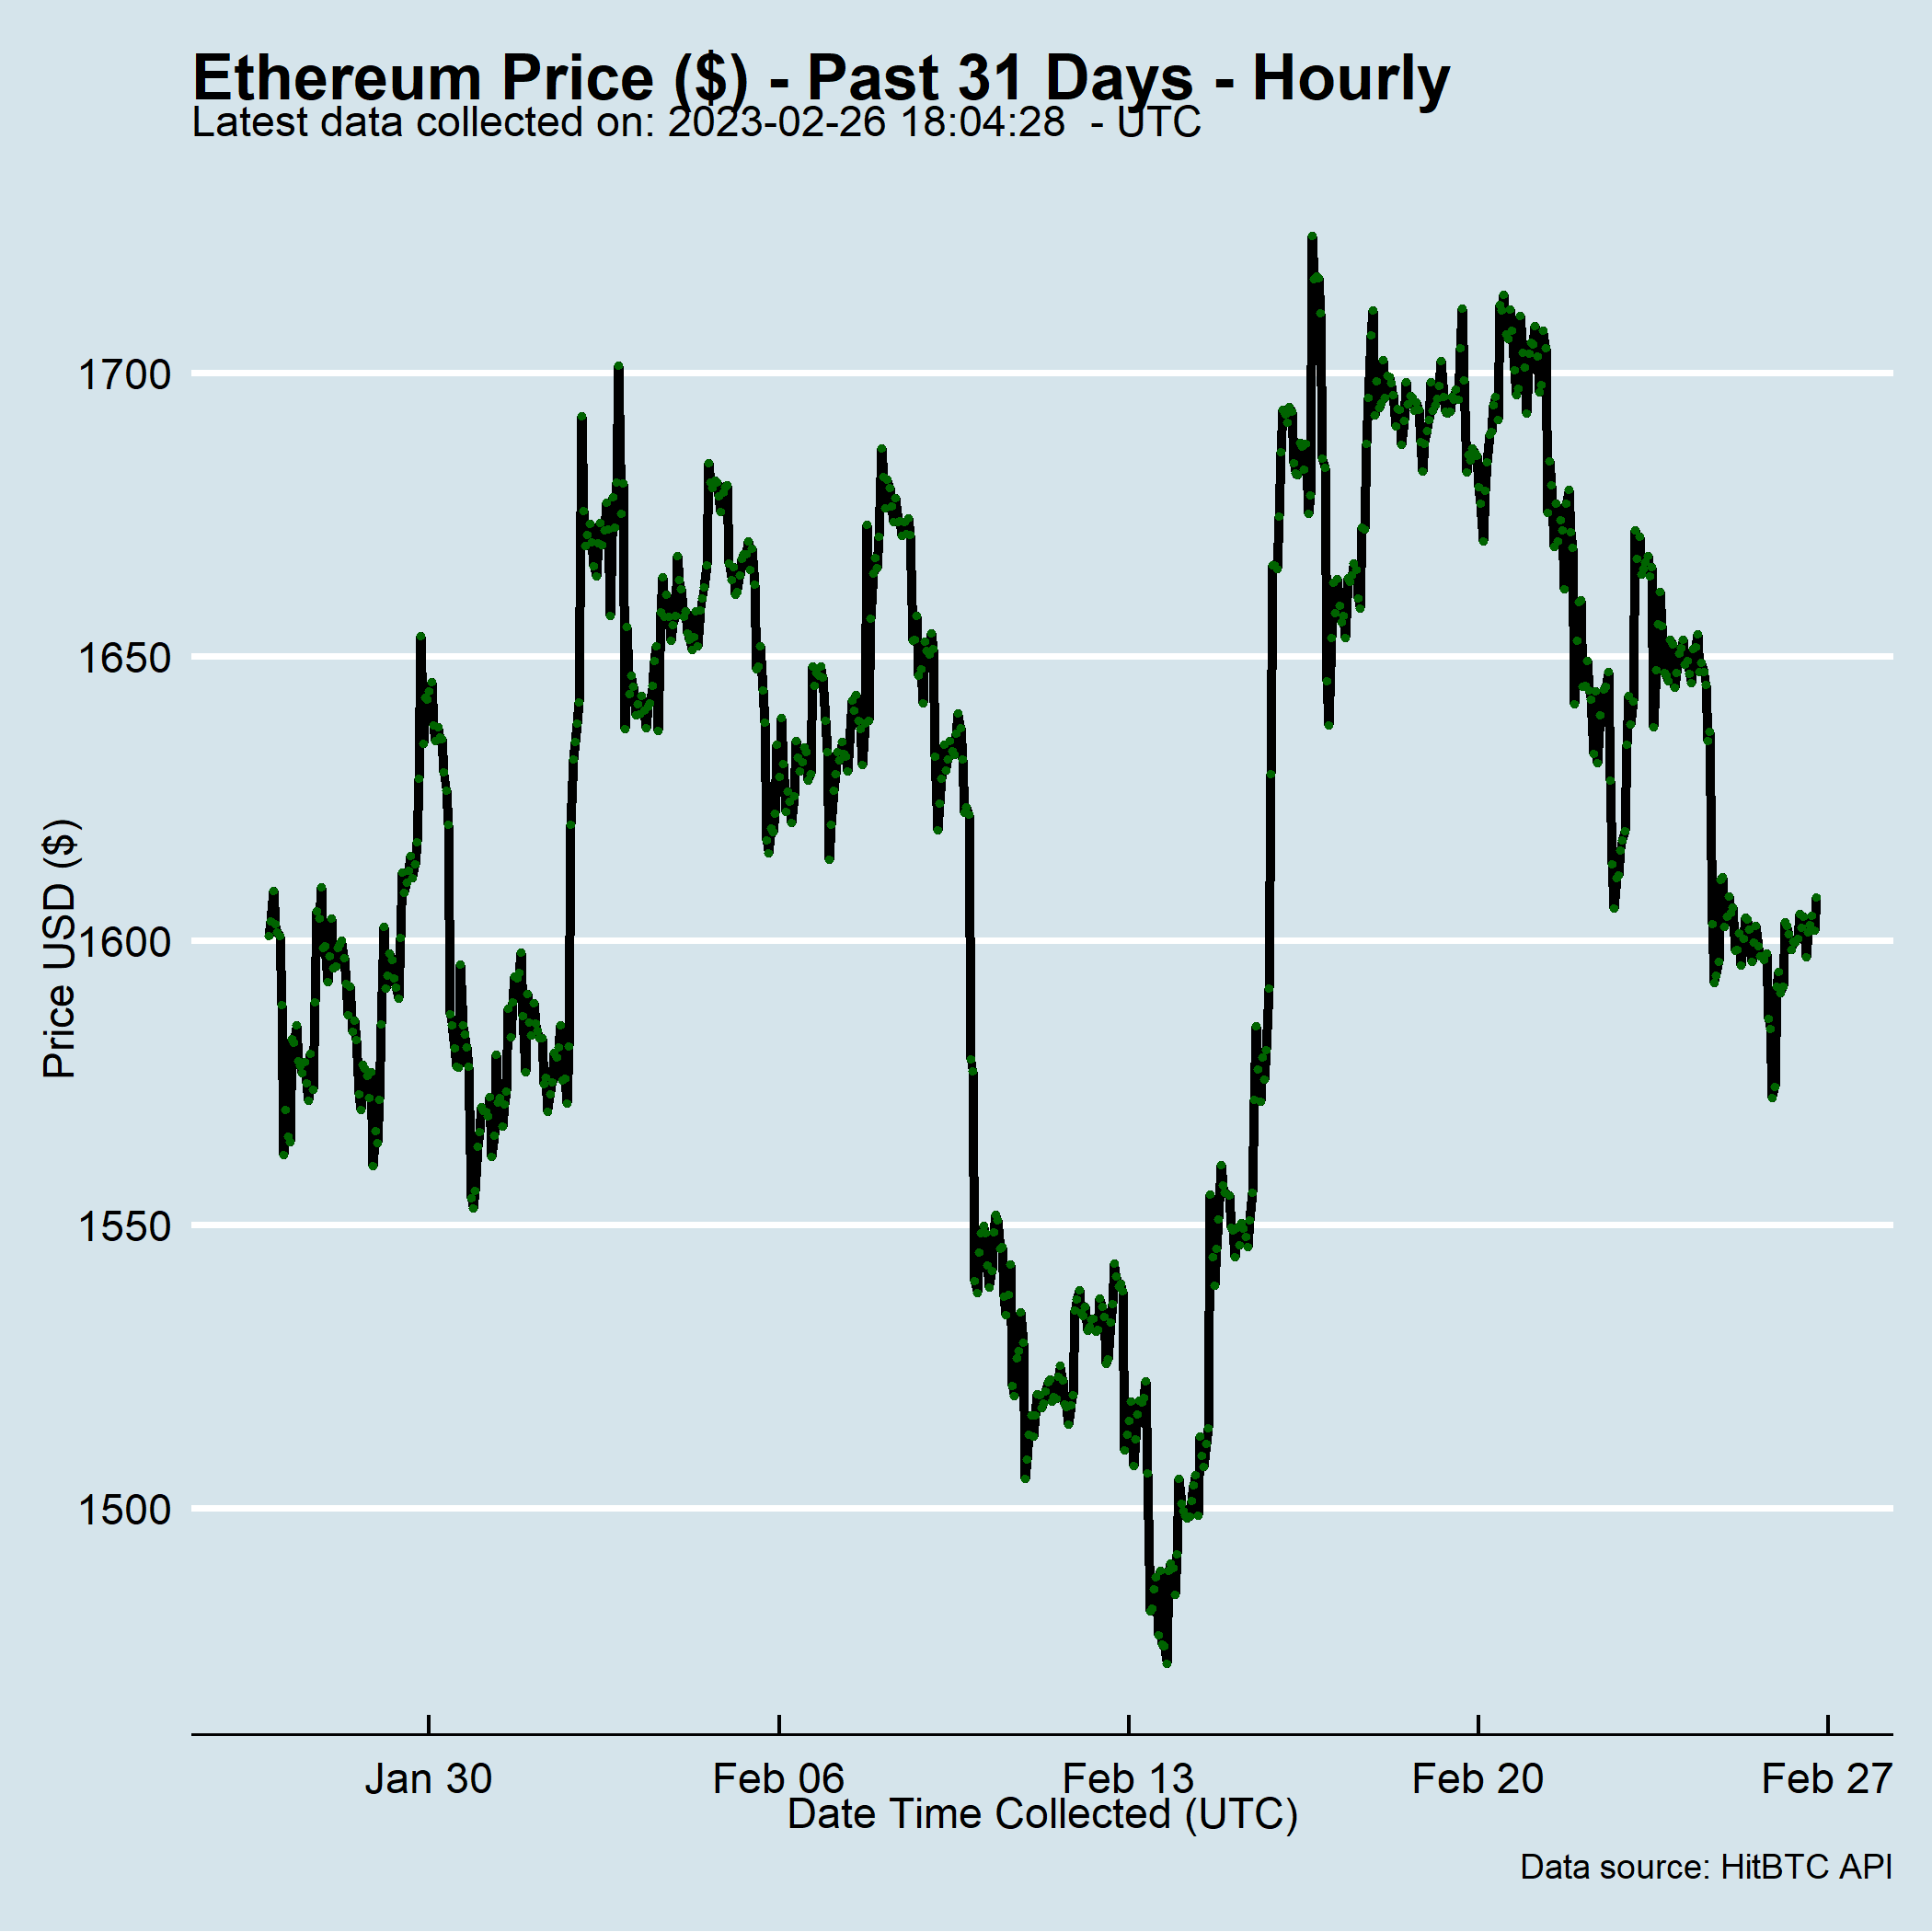 Ethereum Price ($) - Past 31 Days - Hourly
Latest data collected on: 2023-02-26 18:04:28  - UTC
Price USD ($)
1700
1650
1600
1550
1500
Jan 30
Feb 06
Feb 13
Feb 20
Feb 27
Date Time Collected (UTC)
Data source: HitBTC API